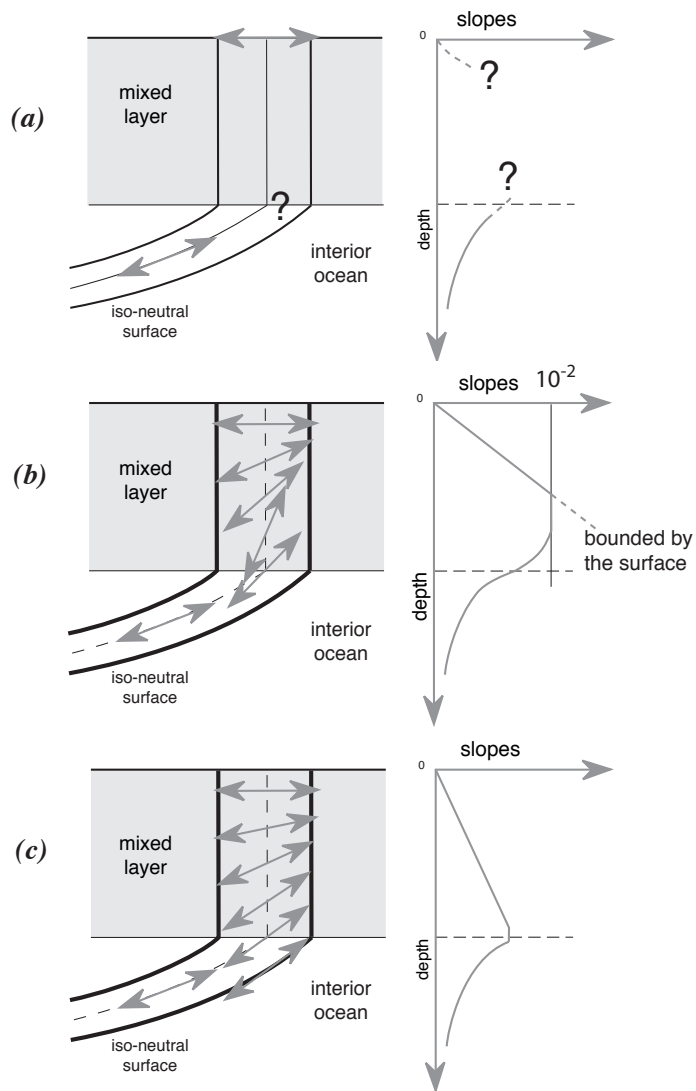 slopes
0
(a)
mixed
layer
?
?
?
depth
interior
ocean
iso-neutral
surface
slopes
10-2
0
(b)
mixed
layer
bounded by
the surface
depth
interior
ocean
iso-neutral
surface
slopes
0
(c)
mixed
layer
depth
interior
ocean
iso-neutral
surface